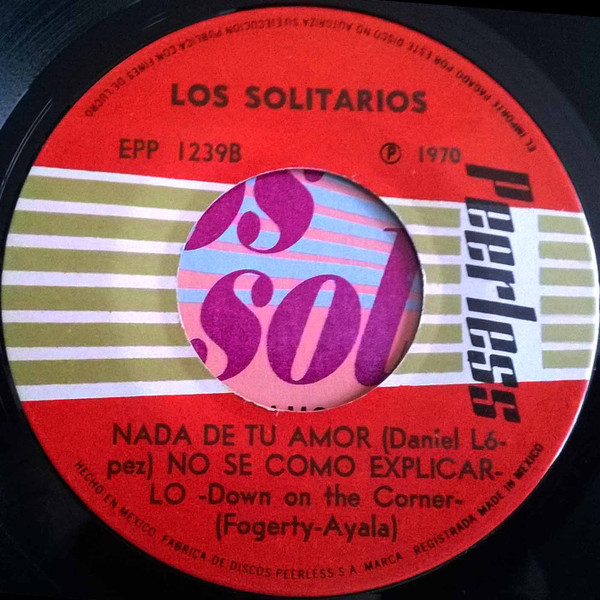 EL IMPORTE PAGADO POR ESTE DISCO NO AUTORIZA SU EJECUCION PUBLICA CON FINES DE LUCRO
LOS SOLITARIOS
EPP 1239B
℗ 1970
Peerless
os
sol
NADA DE TU AMOR (Daniel Ló-
pez) NO SE COMO EXPLICAR-
LO -Down on the Corner-
(Fogerty-Ayala)
HECHO EN MEXICO. FABRICA DE DISCOS PEERLESS S A. MARCA. REGISTRADA MADE IN MEXICO